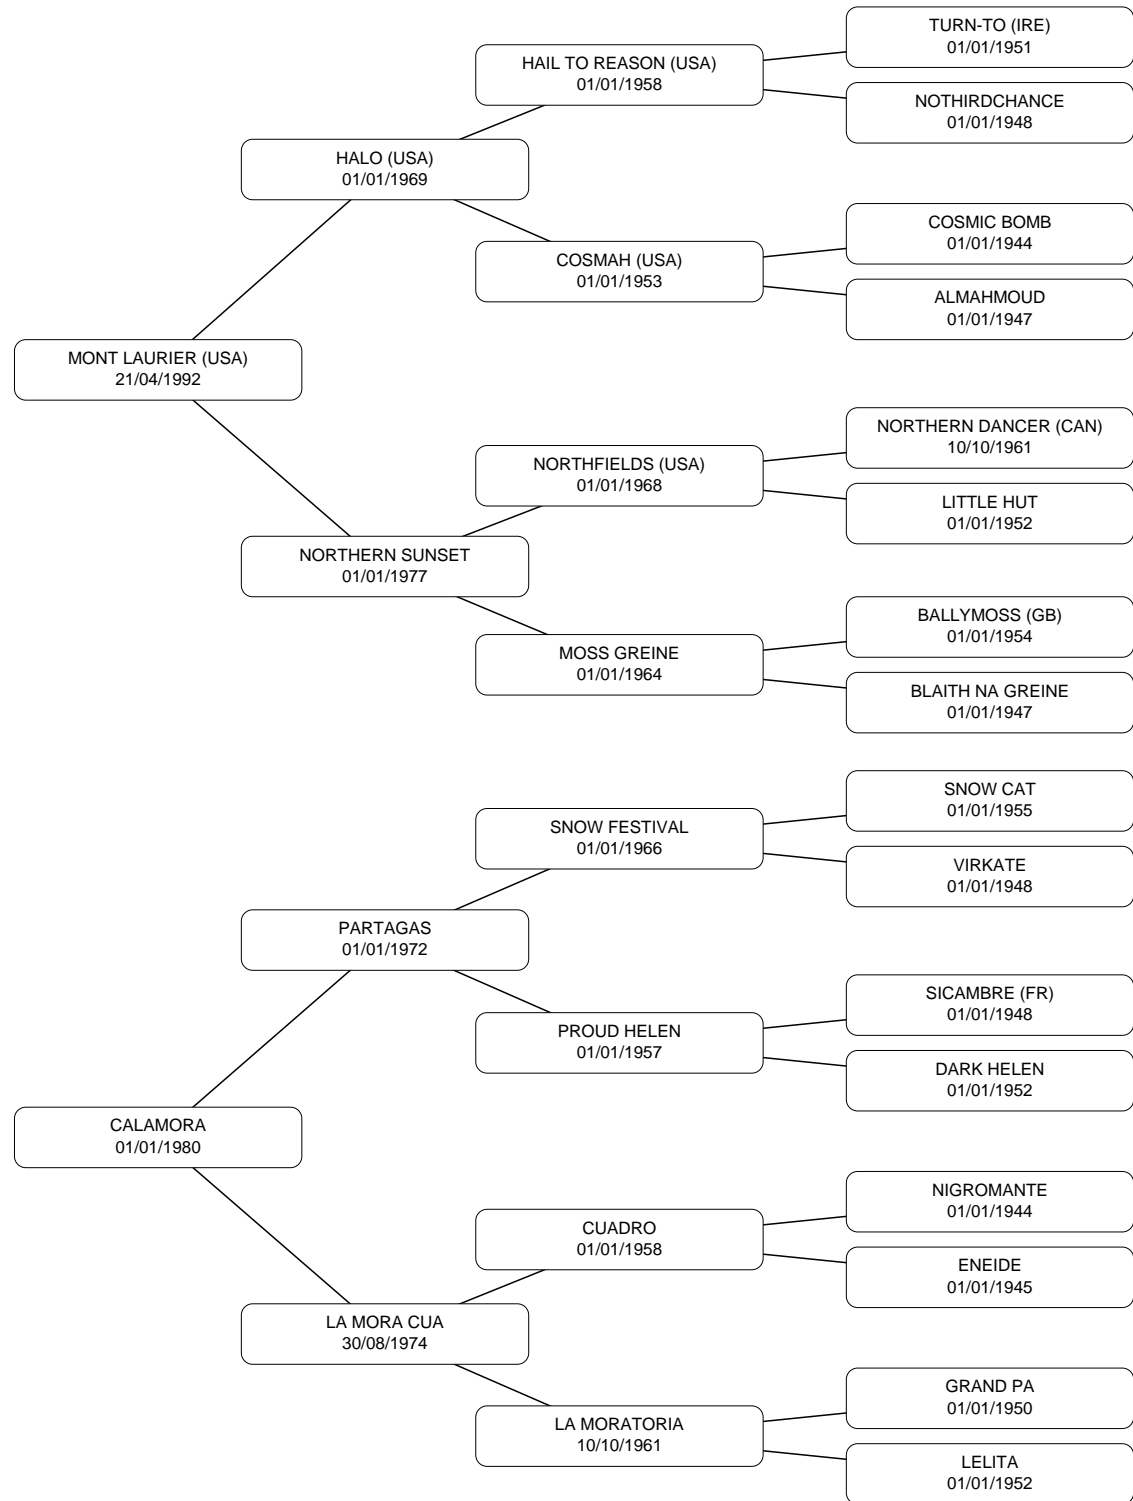 TURN-TO (IRE)
01/01/1951
HAIL TO REASON (USA)
01/01/1958
NOTHIRDCHANCE
01/01/1948
HALO (USA)
01/01/1969
COSMIC BOMB
01/01/1944
COSMAH (USA)
01/01/1953
ALMAHMOUD
01/01/1947
MONT LAURIER (USA)
21/04/1992
NORTHERN DANCER (CAN)
10/10/1961
NORTHFIELDS (USA)
01/01/1968
LITTLE HUT
01/01/1952
NORTHERN SUNSET
01/01/1977
BALLYMOSS (GB)
01/01/1954
MOSS GREINE
01/01/1964
BLAITH NA GREINE
01/01/1947
SNOW CAT
01/01/1955
SNOW FESTIVAL
01/01/1966
VIRKATE
01/01/1948
PARTAGAS
01/01/1972
SICAMBRE (FR)
01/01/1948
PROUD HELEN
01/01/1957
DARK HELEN
01/01/1952
CALAMORA
01/01/1980
NIGROMANTE
01/01/1944
CUADRO
01/01/1958
ENEIDE
01/01/1945
LA MORA CUA
30/08/1974
GRAND PA
01/01/1950
LA MORATORIA
10/10/1961
LELITA
01/01/1952